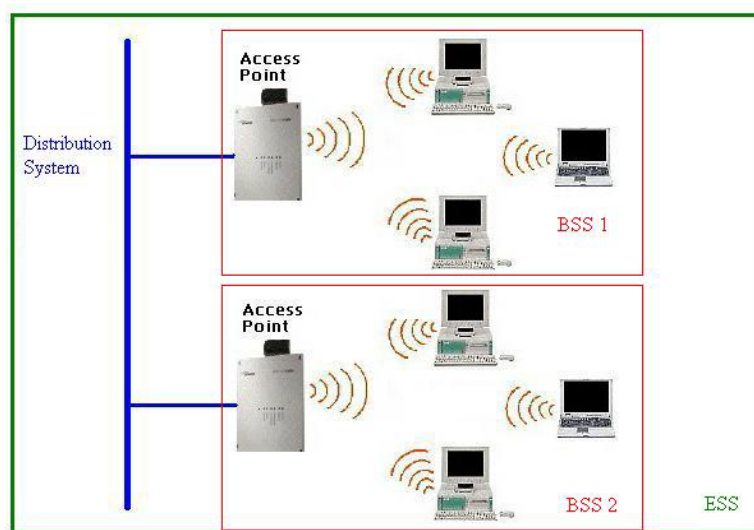 Access
Point
Distribution
System
BSS 1
Access
Point
BSS 2
ESS